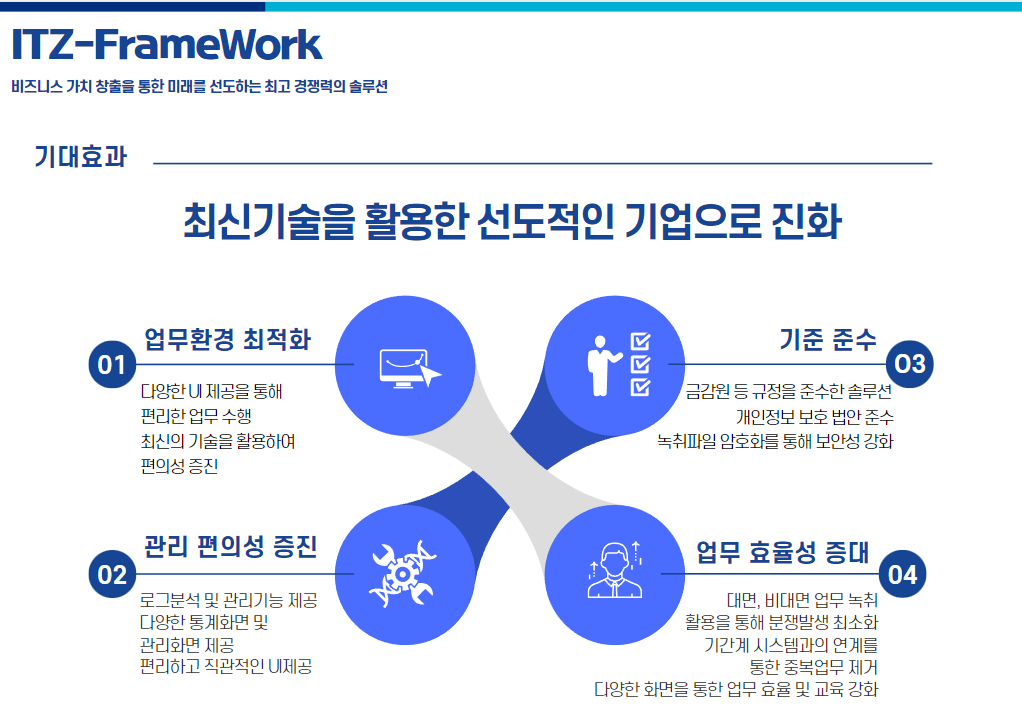 ITZ-FrameWork
비즈니스 가치 창출을 통한 미래를 선도하는 최고 경쟁력의 솔루션
기대효과
최신기술을 활용한 선도적인 기업으로 진화
01
업무환경 최적화
다양한 UI 제공을 통해
편리한 업무 수행
최신의 기술을 활용하여
편의성 증진
02
관리 편의성 증진
로그분석 및 관리기능 제공
다양한 통계화면 및
관리화면 제공
편리하고 직관적인 UI제공
기준 준수
03
금감원 등 규정을 준수한 솔루션
개인정보 보호 법안 준수
녹취파일 암호화를 통해 보안성 강화
업무 효율성 증대
04
대면, 비대면 업무 녹취
활용을 통해 분쟁발생 최소화
기간계 시스템과의 연계를
통한 중복업무 제거
다양한 화면을 통한 업무 효율 및 교육 강화